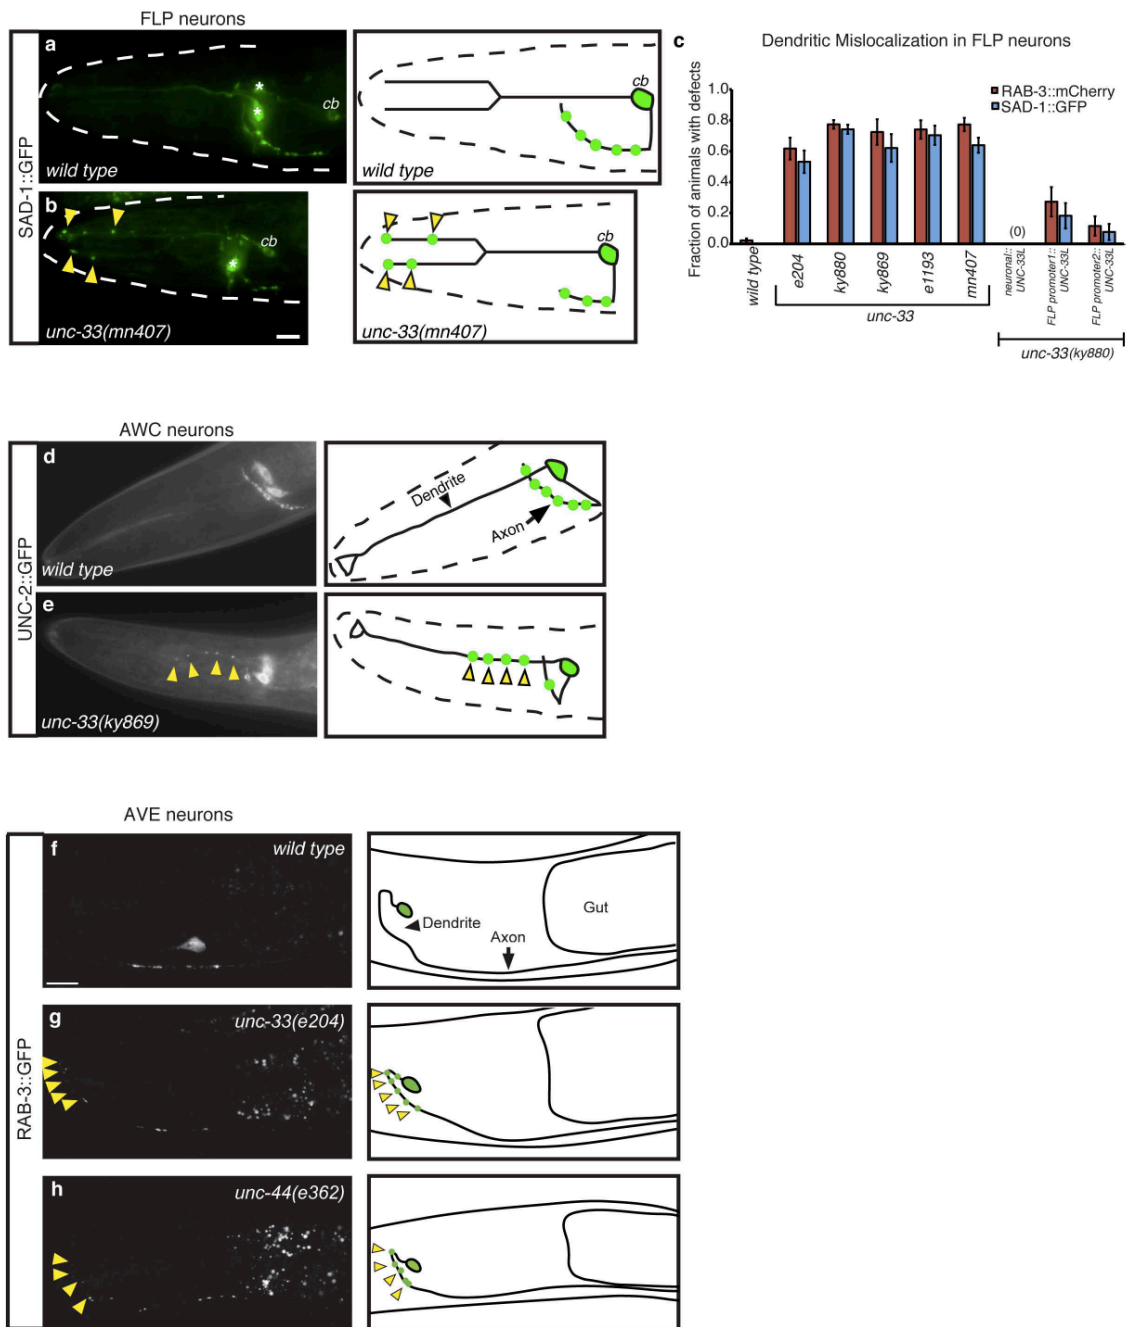 FLP neurons
SAD-1::GFP
a
*
*
cb
wild type
cb
wild type
b
*
cb
unc-33(mn407)
cb
unc-33(mn407)
c
Dendritic Mislocalization in FLP neurons
Fraction of animals with defects
1.0
0.8
0.6
0.4
0.2
0.0
RAB-3::mCherry
SAD-1::GFP
(0)
wild type
e204
ky880
ky869
e1193
mn407
neuronal::
UNC-33L
FLP promoter1::
UNC-33L
FLP promoter2::
UNC-33L
unc-33
unc-33(ky880)
AWC neurons
UNC-2::GFP
d
wild type
Dendrite
Axon
e
unc-33(ky869)
AVE neurons
RAB-3::GFP
f
wild type
Dendrite
Axon
Gut
g
unc-33(e204)
h
unc-44(e362)